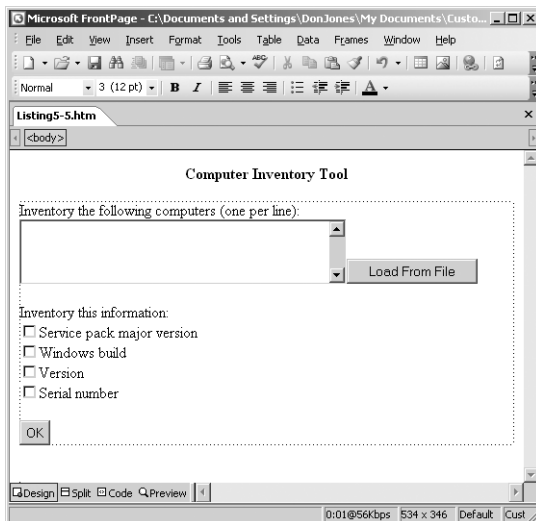 Microsoft FrontPage - C:\Documents and Settings\DonJones\My Documents\Custo...
File Edit View Insert Format Tools Table Data Frames Window Help
Normal 3 (12 pt) B I A
Listing5-5.htm
<body>
Computer Inventory Tool
Inventory the following computers (one per line):
Load From File
Inventory this information:
Service pack major version
Windows build
Version
Serial number
OK
Design Split Code Preview
0:01@56Kbps 534 x 346 Default Cust